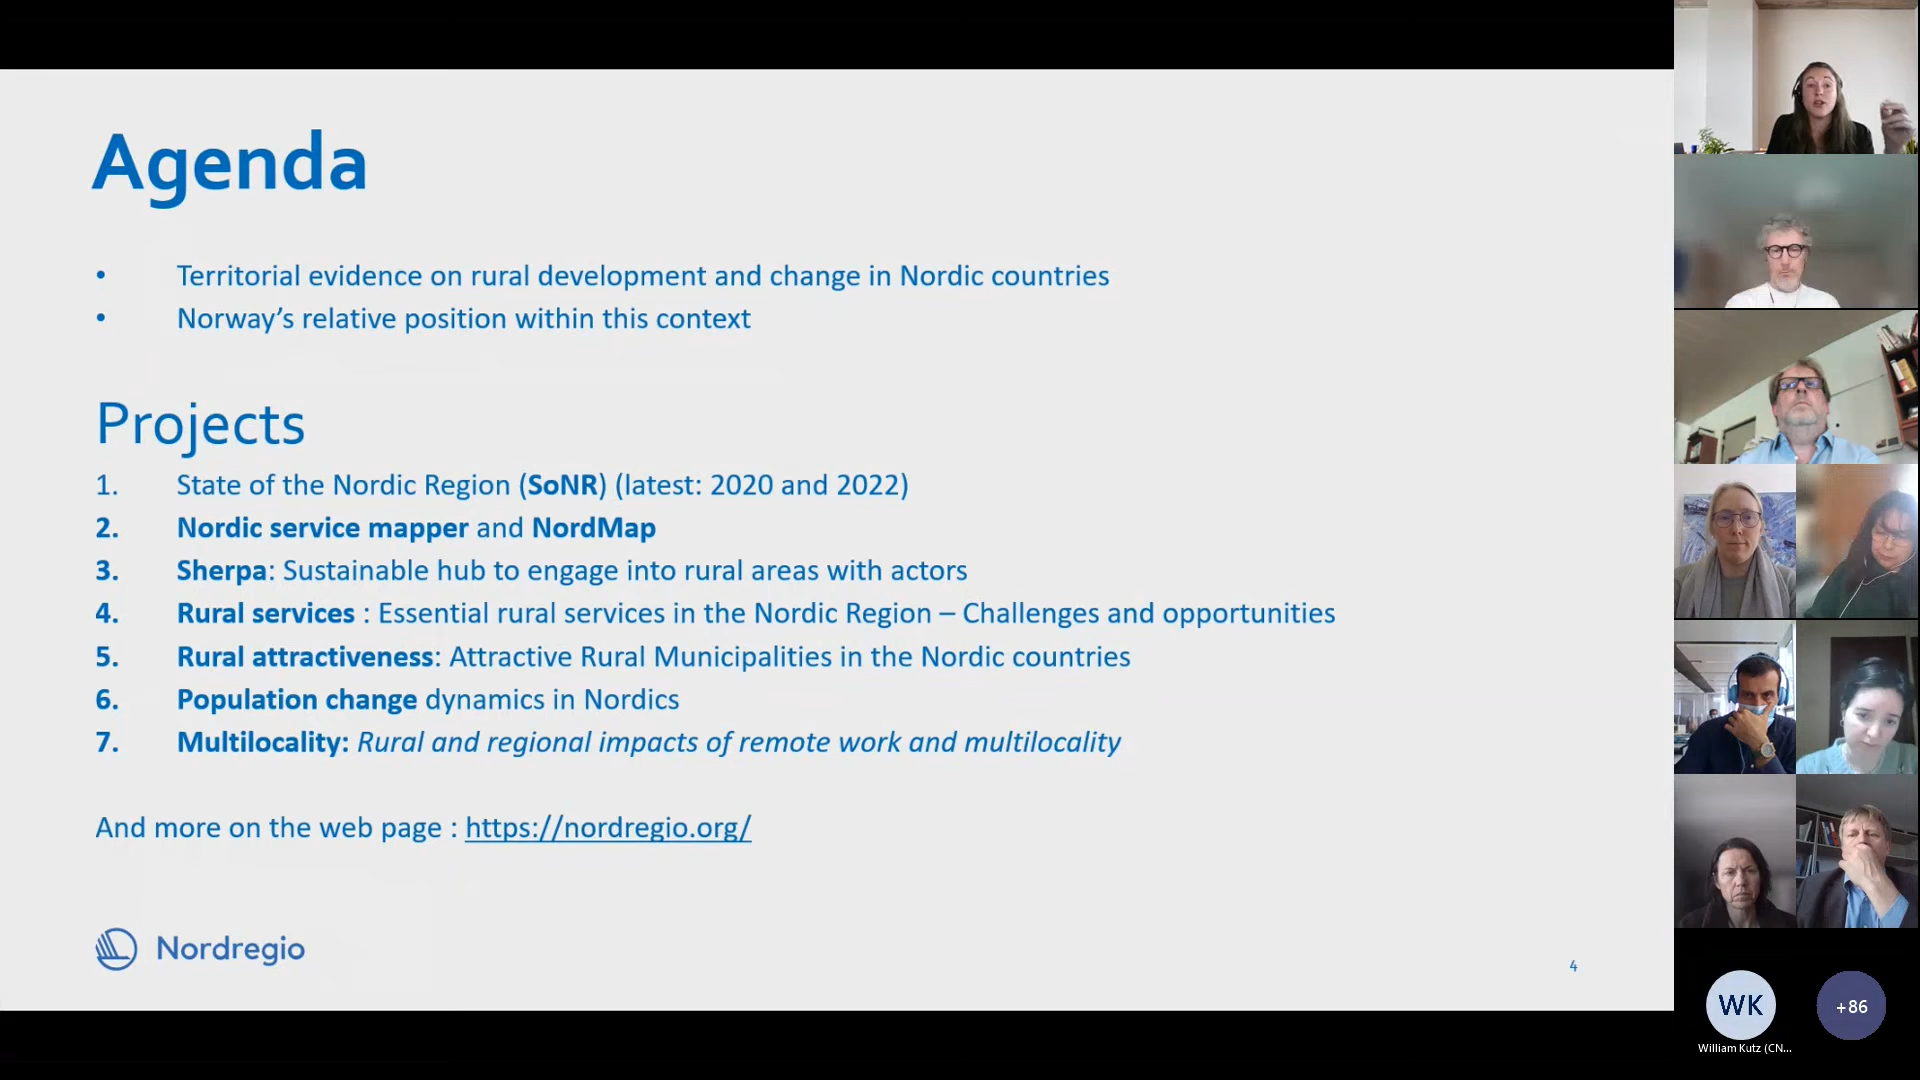 Agenda
• Territorial evidence on rural development and change in Nordic countries
• Norway’s relative position within this context
Projects
1. State of the Nordic Region (SoNR) (latest: 2020 and 2022)
2. Nordic service mapper and NordMap
3. Sherpa: Sustainable hub to engage into rural areas with actors
4. Rural services : Essential rural services in the Nordic Region – Challenges and opportunities
5. Rural attractiveness: Attractive Rural Municipalities in the Nordic countries
6. Population change dynamics in Nordics
7. Multilocality: Rural and regional impacts of remote work and multilocality
And more on the web page : https://nordregio.org/
Nordregio
4
WK
+86
William Kutz (CN...